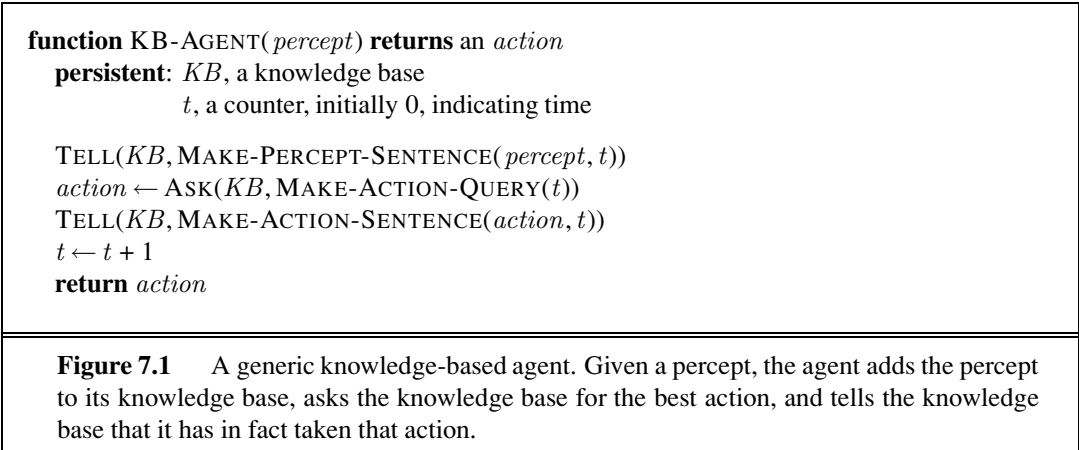 function KB-AGENT(percept) returns an action
persistent: KB, a knowledge base
t, a counter, initially 0, indicating time
TELL(KB, MAKE-PERCEPT-SENTENCE(percept, t))
action ← ASK(KB, MAKE-ACTION-QUERY(t))
TELL(KB, MAKE-ACTION-SENTENCE(action, t))
t ← t + 1
return action
Figure 7.1 A generic knowledge-based agent. Given a percept, the agent adds the percept
to its knowledge base, asks the knowledge base for the best action, and tells the knowledge
base that it has in fact taken that action.